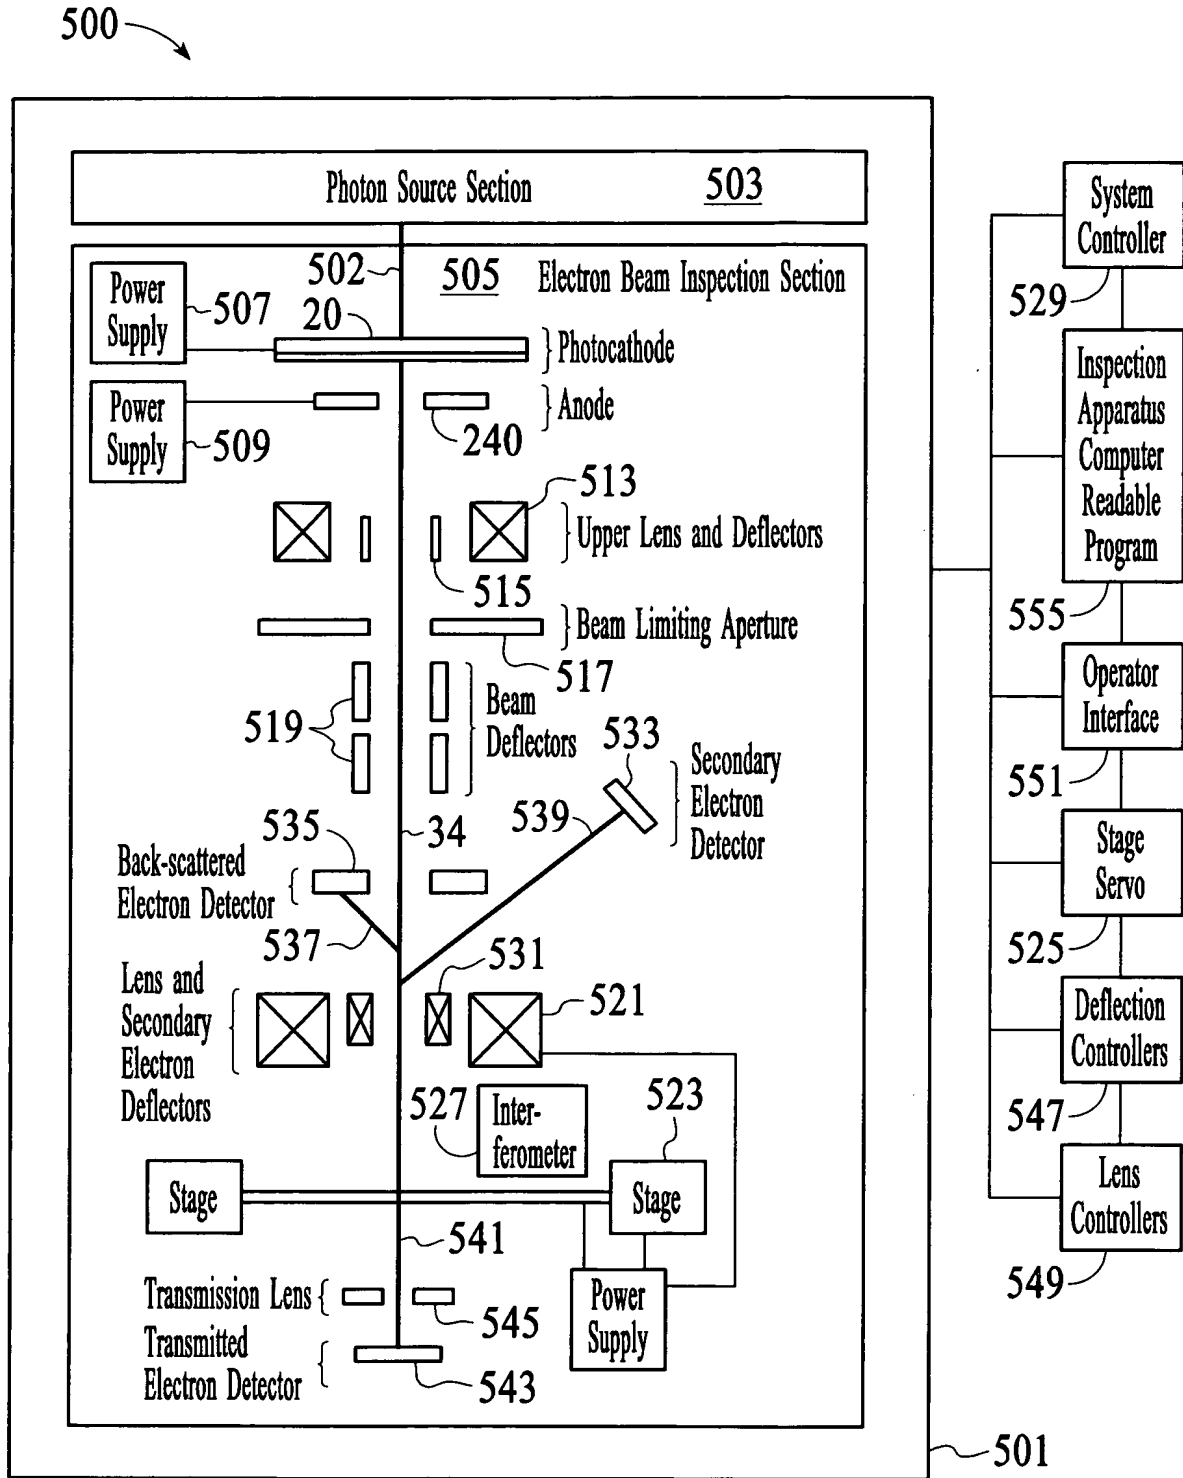 500
Photon Source Section
503
502
505
Electron Beam Inspection Section
Power
Supply
507
20
Photocathode
Power
Supply
509
Anode
240
513
Upper Lens and Deflectors
515
Beam Limiting Aperture
517
519
Beam
Deflectors
533
Secondary
Electron
Detector
539
34
535
Back-scattered
Electron Detector
537
531
Lens and
Secondary
Electron
Deflectors
521
527
Inter-
ferometer
523
Stage
Stage
541
Transmission Lens
545
Power
Supply
Transmitted
Electron Detector
543
501
System
Controller
529
Inspection
Apparatus
Computer
Readable
Program
555
Operator
Interface
551
Stage
Servo
525
Deflection
Controllers
547
Lens
Controllers
549